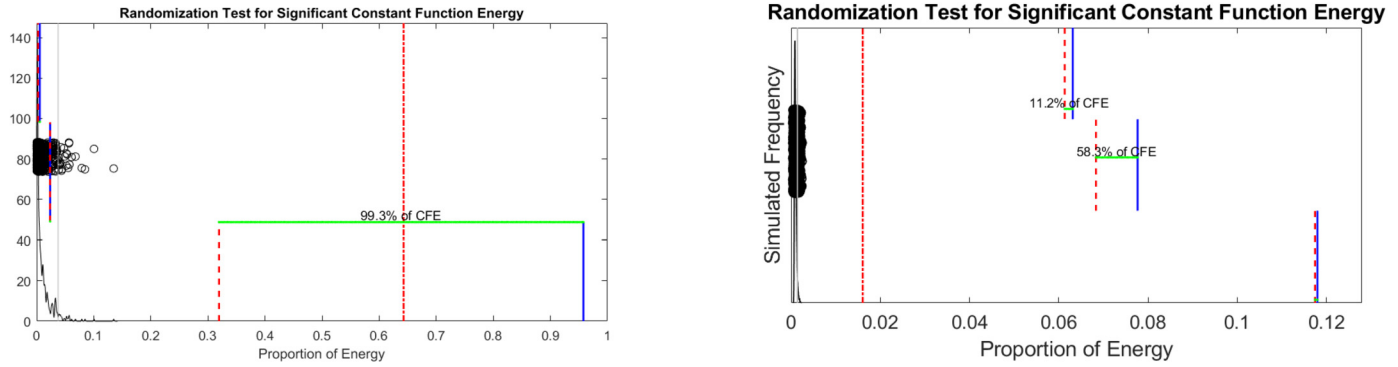 Randomization Test for Significant Constant Function Energy
140
120
100
80
60
40
20
0
99.3% of CFE
0 0.1 0.2 0.3 0.4 0.5 0.6 0.7 0.8 0.9 1
Proportion of Energy
Randomization Test for Significant Constant Function Energy
Simulated Frequency
11.2% of CFE
58.3% of CFE
0 0.02 0.04 0.06 0.08 0.1 0.12
Proportion of Energy